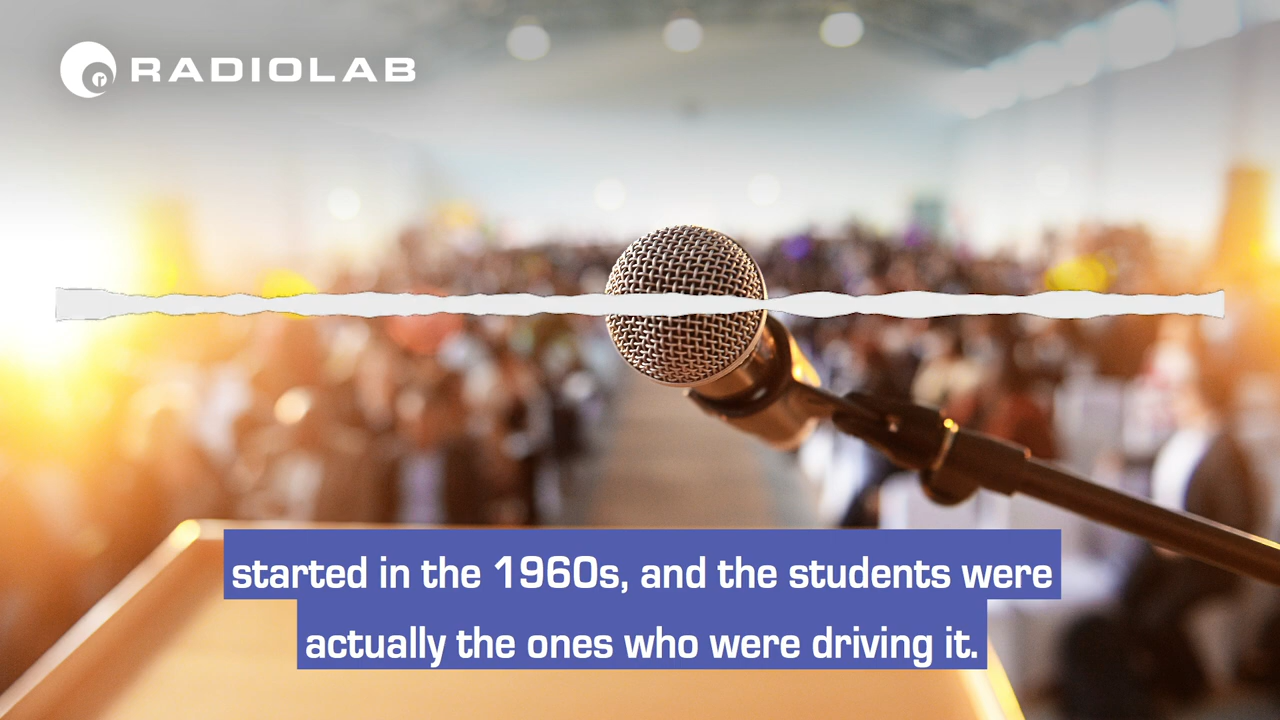 RADIOLAB
started in the 1960s, and the students were
actually the ones who were driving it.